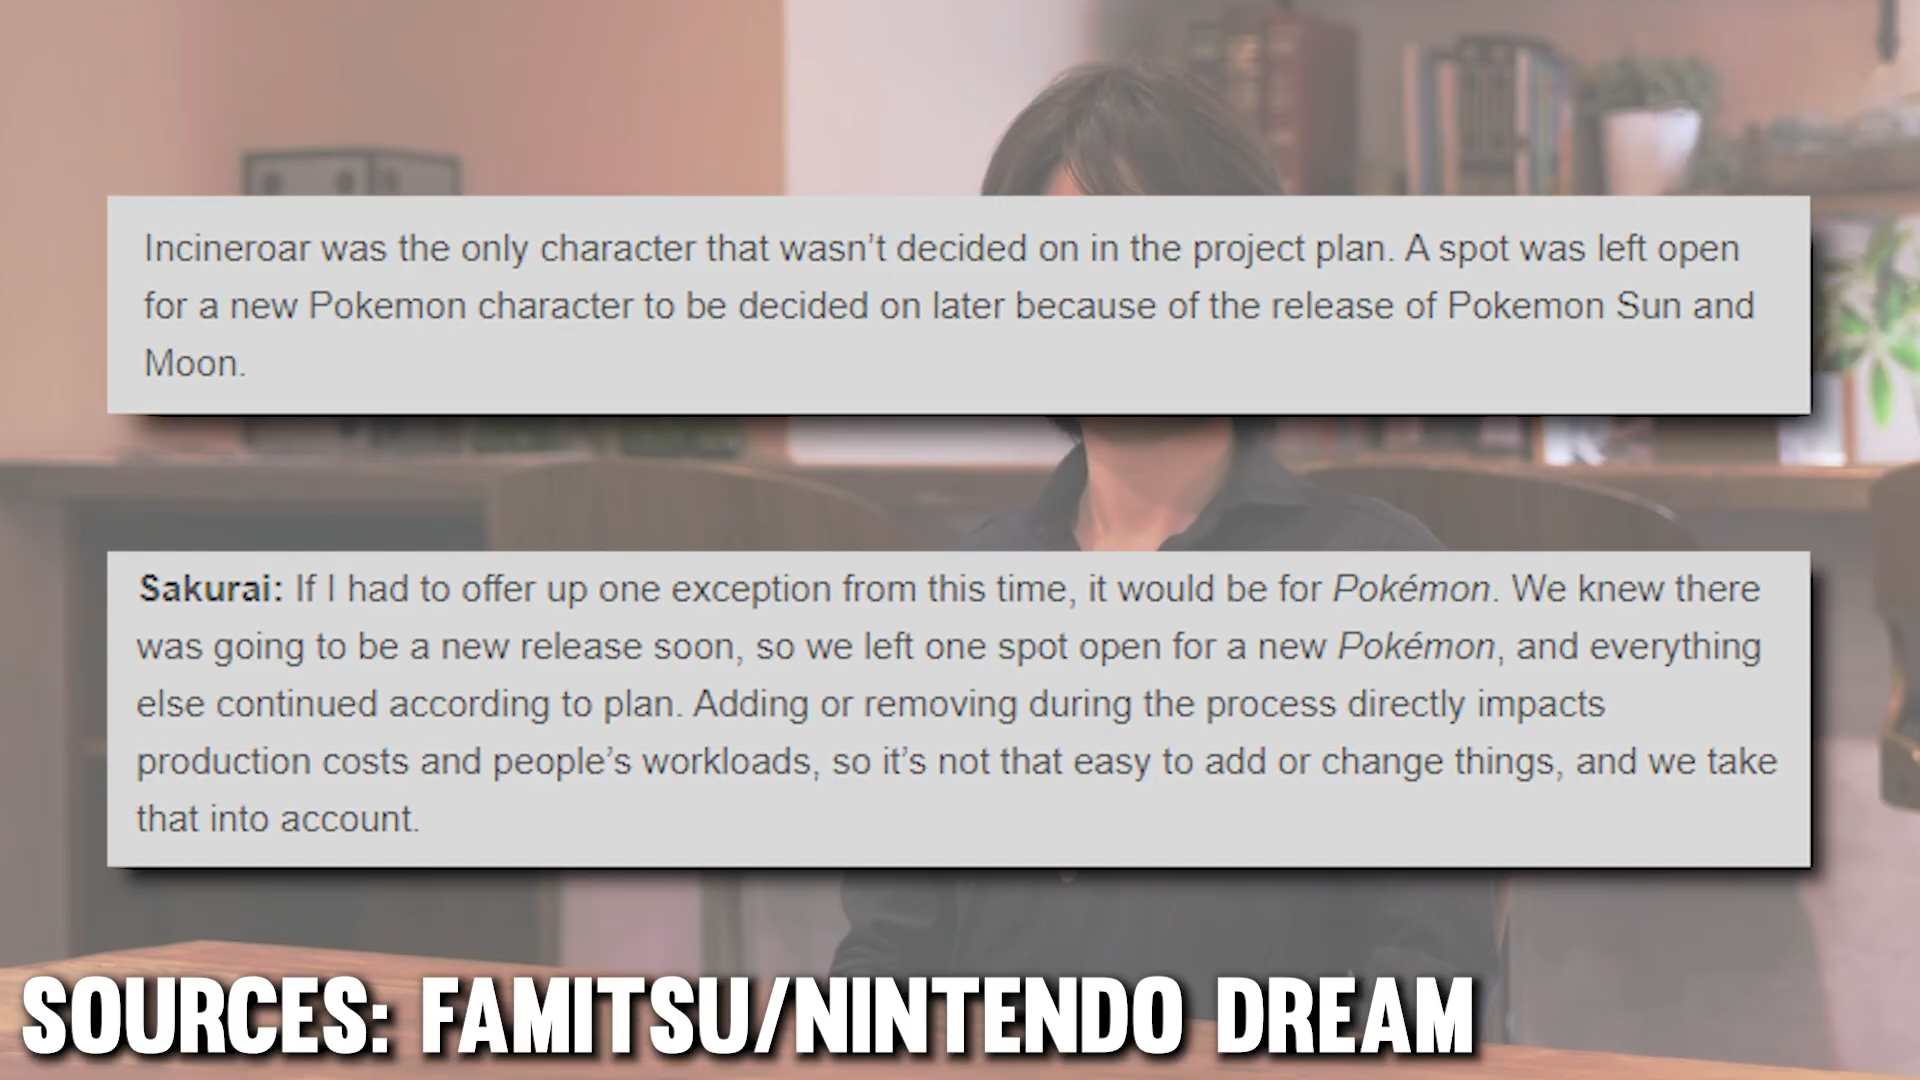 Incineroar was the only character that wasn't decided on in the project plan. A spot was left open
for a new Pokemon character to be decided on later because of the release of Pokemon Sun and
Moon.
Sakurai: If I had to offer up one exception from this time, it would be for Pokémon. We knew there
was going to be a new release soon, so we left one spot open for a new Pokémon, and everything
else continued according to plan. Adding or removing during the process directly impacts
production costs and people's workloads, so it's not that easy to add or change things, and we take
that into account.
SOURCES: FAMITSU/NINTENDO DREAM